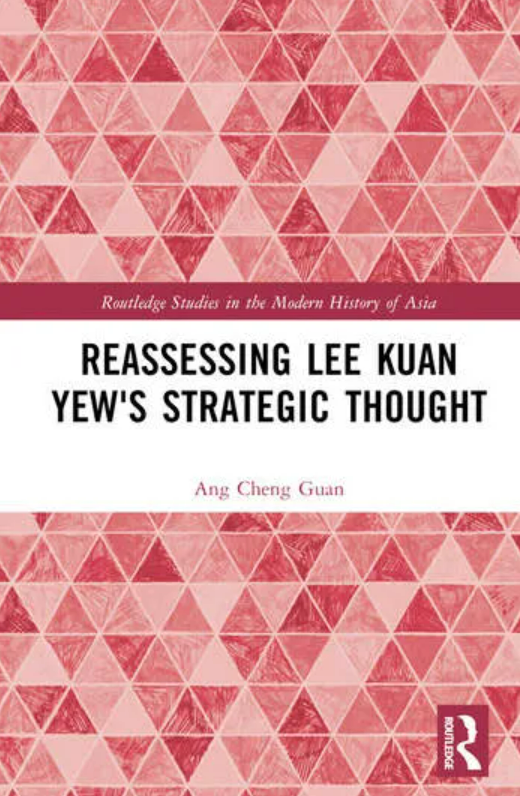 Routledge Studies in the Modern History of Asia
REASSESSING LEE KUAN
YEW'S STRATEGIC THOUGHT
Ang Cheng Guan
ROUTLEDGE